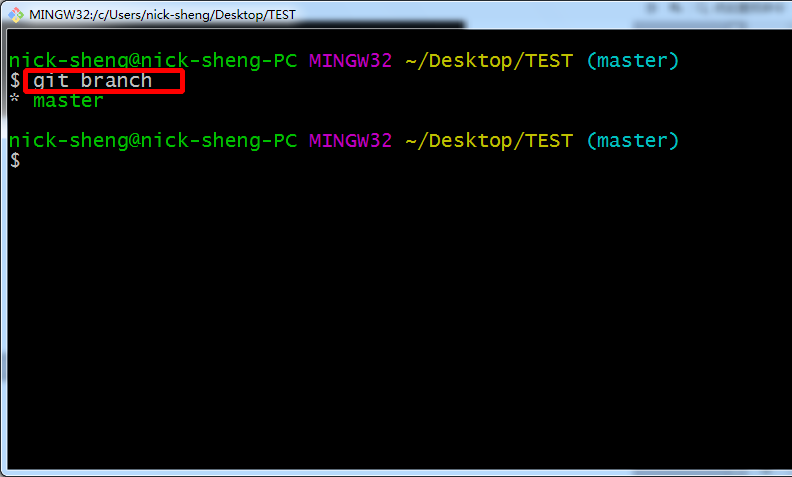 MINGW32:/c/Users/nick-sheng/Desktop/TEST
nick-sheng@nick-sheng-PC MINGW32 ~/Desktop/TEST (master)
$ git branch
* master
nick-sheng@nick-sheng-PC MINGW32 ~/Desktop/TEST (master)
$